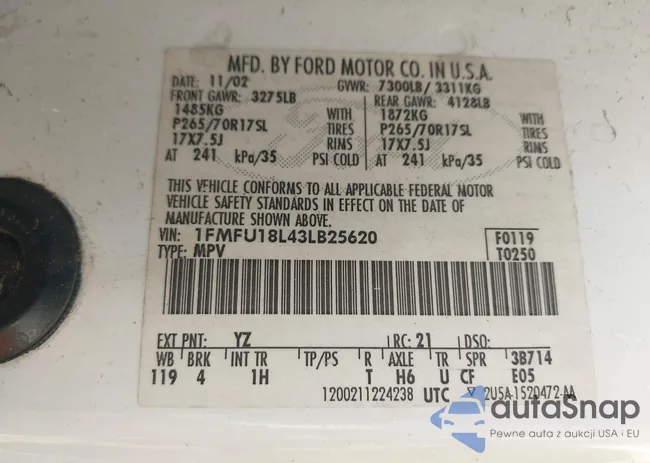 MFD. BY FORD MOTOR CO. IN U.S.A.
DATE: 11/02 GVWR: 7300LB/ 3311KG
FRONT GAWR: 3275LB REAR GAWR: 4128LB
1485KG WITH 1872KG WITH
P265/70R17SL TIRES P265/70R17SL TIRES
17X7.5J RIMS 17X7.5J RIMS
AT 241 kPa/35 PSI COLD AT 241 kPa/35 PSI COLD
THIS VEHICLE CONFORMS TO ALL APPLICABLE FEDERAL MOTOR
VEHICLE SAFETY STANDARDS IN EFFECT ON THE DATE OF
MANUFACTURE SHOWN ABOVE.
VIN: 1FMFU18L43LB25620 F0119
TYPE: MPV T0250
EXT PNT: YZ RC: 21 DSO:
WB BRK INT TR TP/PS R AXLE TR SPR 3B714
119 4 1H T H6 U CF E05
1200211224238 UTC 2U5A-1520472-AA
autoSnap
Pewne auta z aukcji USA i EU